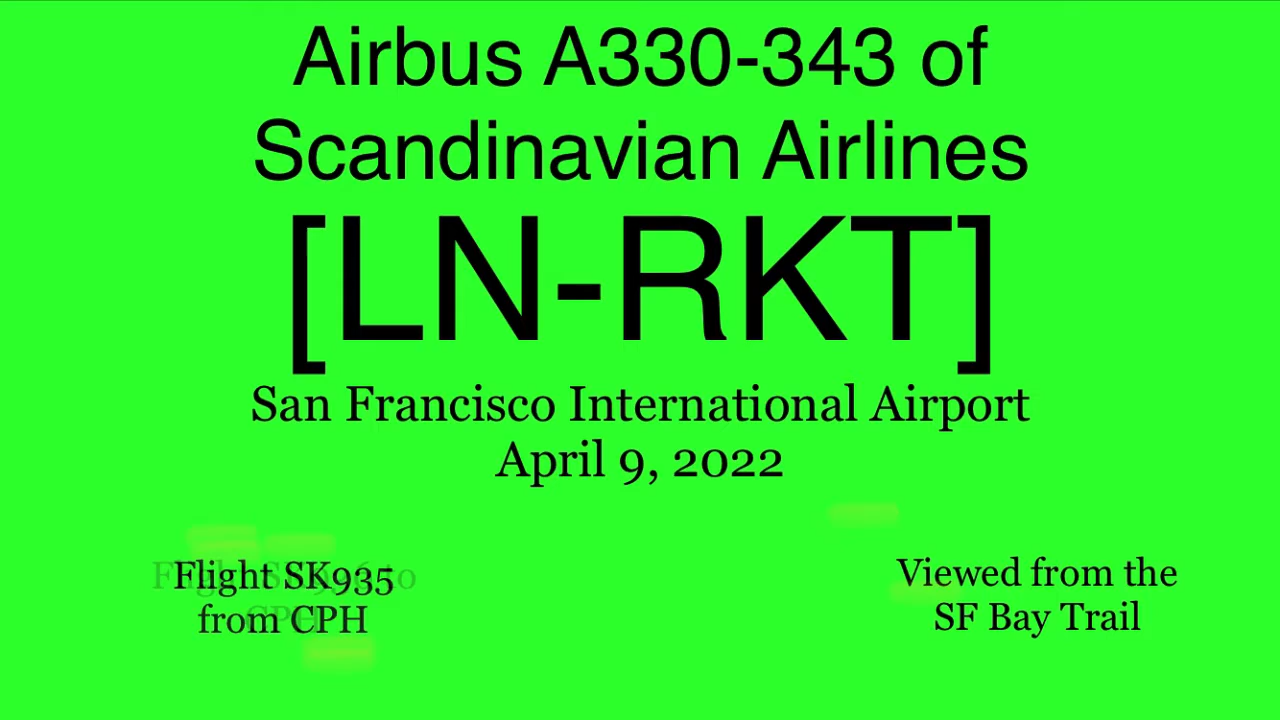 Airbus A330-343 of
Scandinavian Airlines
[LN-RKT]
San Francisco International Airport
April 9, 2022
Flight SK935
from CPH
Viewed from the
SF Bay Trail